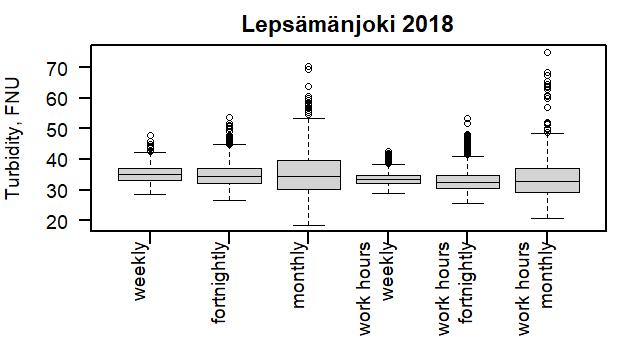 Lepsämänjoki 2018
Turbidity, FNU
70
60
50
40
30
20
weekly
fortnightly
monthly
work hours
weekly
work hours
fortnightly
work hours
monthly